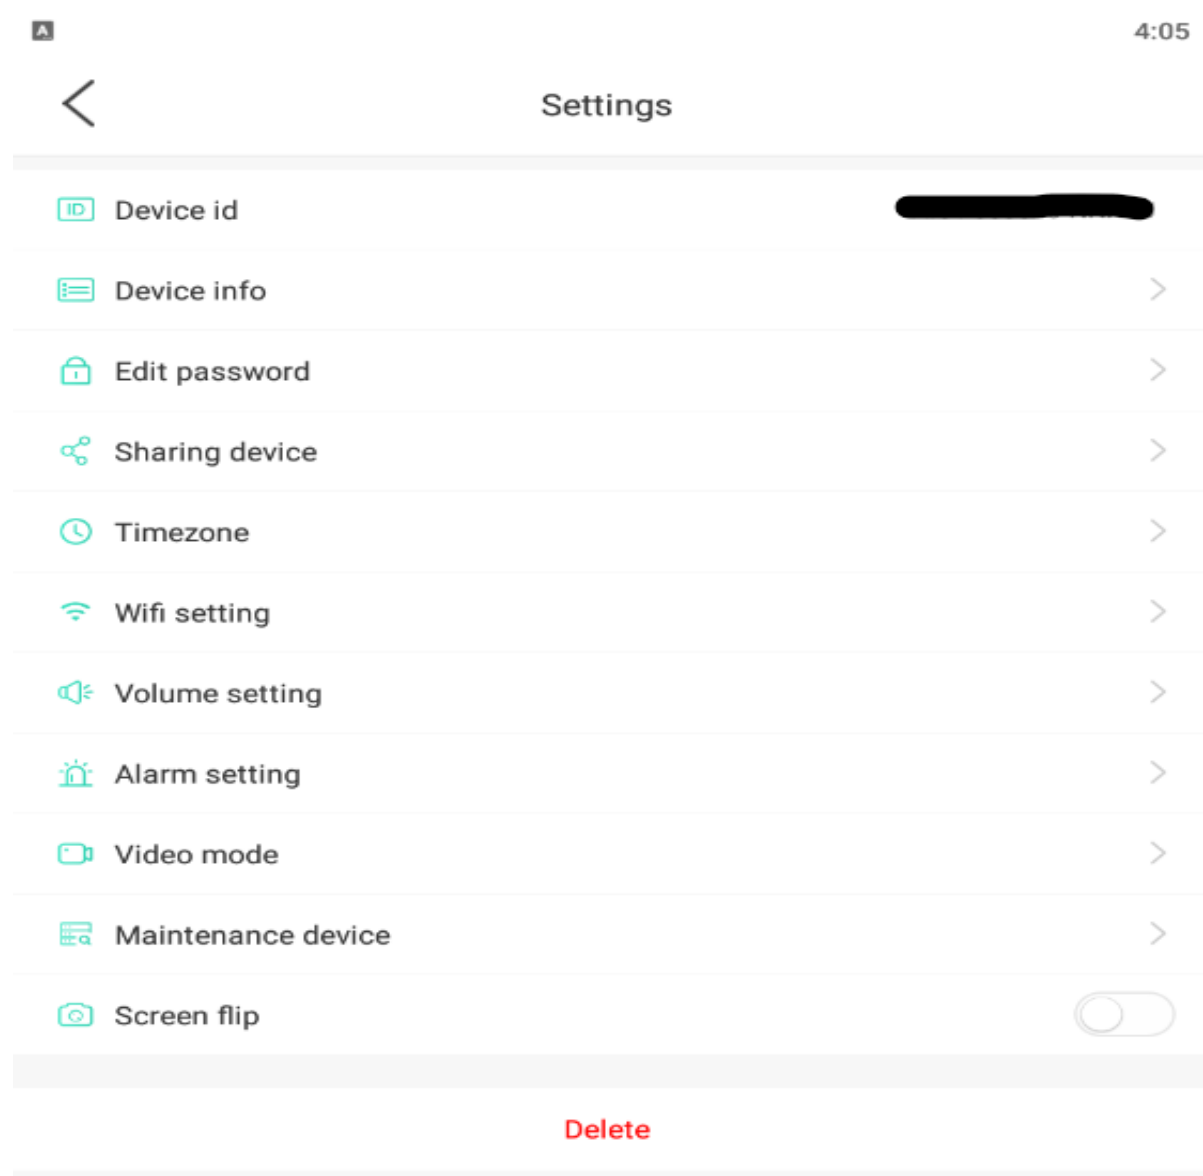 A
4:05
Settings
ID Device id
Device info
Edit password
Sharing device
Timezone
Wifi setting
Volume setting
Alarm setting
Video mode
Maintenance device
Screen flip
Delete